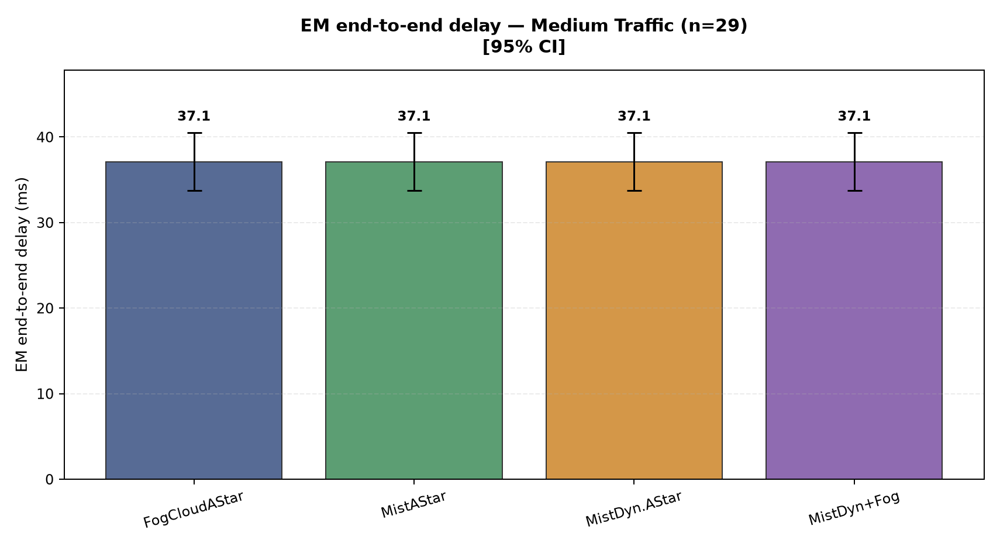 EM end-to-end delay — Medium Traffic (n=29)
[95% CI]
37.1 37.1 37.1 37.1
EM end-to-end delay (ms)
40
30
20
10
0
FogCloudAStar MistAStar MistDyn.AStar MistDyn+Fog